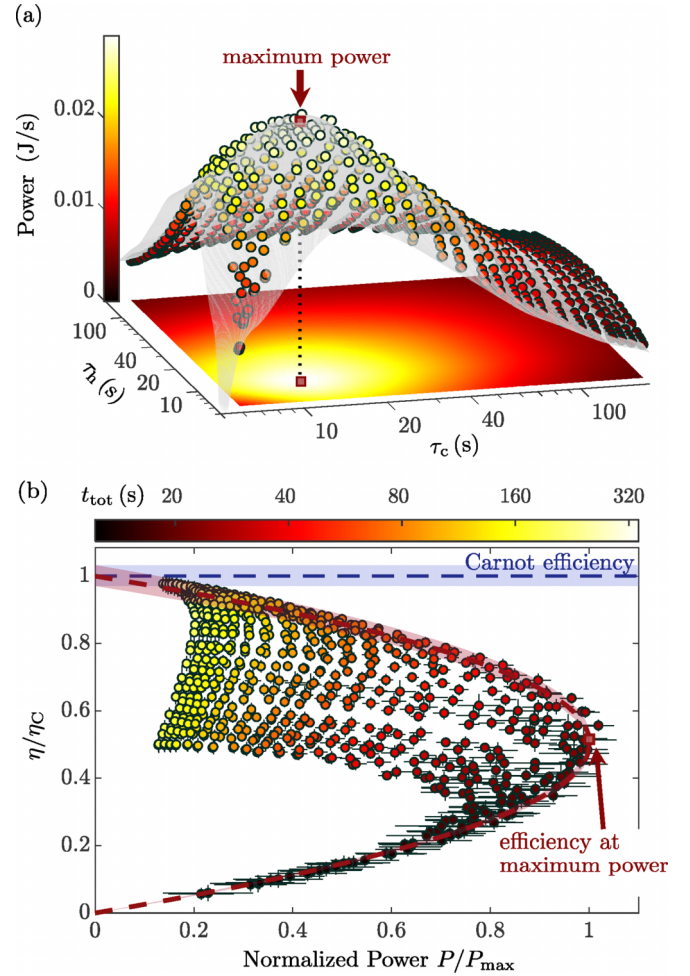 (a)
maximum power
Power (J/s)
0.02
0.01
0
100
40
20
10
τh (s)
10
20
40
100
τc (s)
(b)
ttot (s)
20
40
80
160
320
Carnot efficiency
1
0.8
0.6
0.4
0.2
0
η/ηC
efficiency at
maximum power
0
0.2
0.4
0.6
0.8
1
Normalized Power P/Pmax